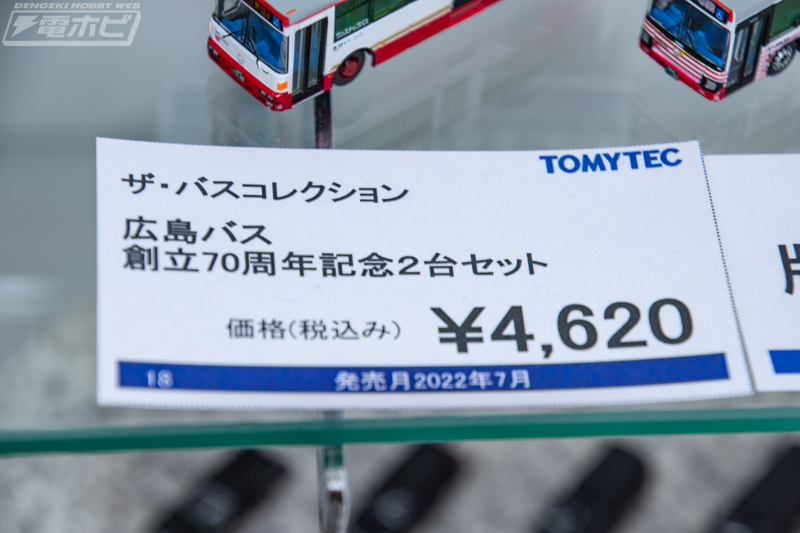 DENGEKI HOBBY WEB
電ホビ
TOMYTEC
ザ・バスコレクション
広島バス
創立70周年記念2台セット
価格(税込み) ¥4,620
18 発売月2022年7月